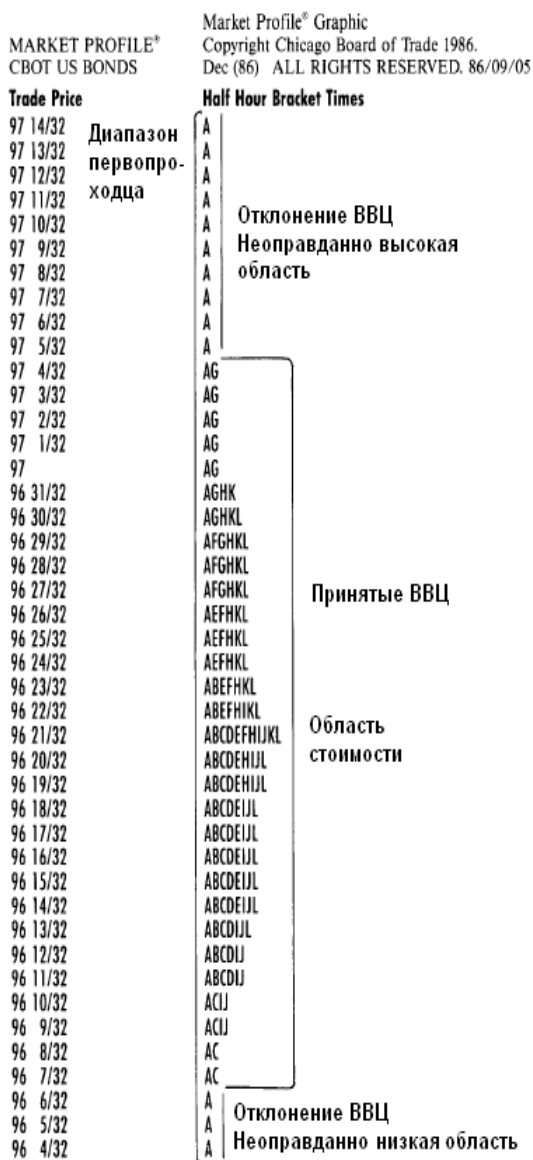 Market Profile® Graphic
MARKET PROFILE® Copyright Chicago Board of Trade 1986.
CBOT US BONDS Dec (86) ALL RIGHTS RESERVED. 86/09/05
Trade Price Half Hour Bracket Times
97 14/32 A
97 13/32 A
97 12/32 A
97 11/32 A
97 10/32 A
97 9/32 A
97 8/32 A
97 7/32 A
97 6/32 A
97 5/32 A
97 4/32 AG
97 3/32 AG
97 2/32 AG
97 1/32 AG
97 AG
96 31/32 AGHK
96 30/32 AGHKL
96 29/32 AFGHKL
96 28/32 AFGHKL
96 27/32 AFGHKL
96 26/32 AEFHKL
96 25/32 AEFHKL
96 24/32 AEFHKL
96 23/32 ABEFHKL
96 22/32 ABEFHIKL
96 21/32 ABCDEFHIJKL
96 20/32 ABCDEHIJL
96 19/32 ABCDEHIJL
96 18/32 ABCDEIJL
96 17/32 ABCDEIJL
96 16/32 ABCDEIJL
96 15/32 ABCDEIJL
96 14/32 ABCDEIJL
96 13/32 ABCDIJL
96 12/32 ABCDIJ
96 11/32 ABCDIJ
96 10/32 ACIJ
96 9/32 ACIJ
96 8/32 AC
96 7/32 AC
96 6/32 A
96 5/32 A
96 4/32 A
Диапазон
первопро-
ходца
Отклонение ВВЦ
Неоправданно высокая
область
Принятые ВВЦ
Область
стоимости
Отклонение ВВЦ
Неоправданно низкая область